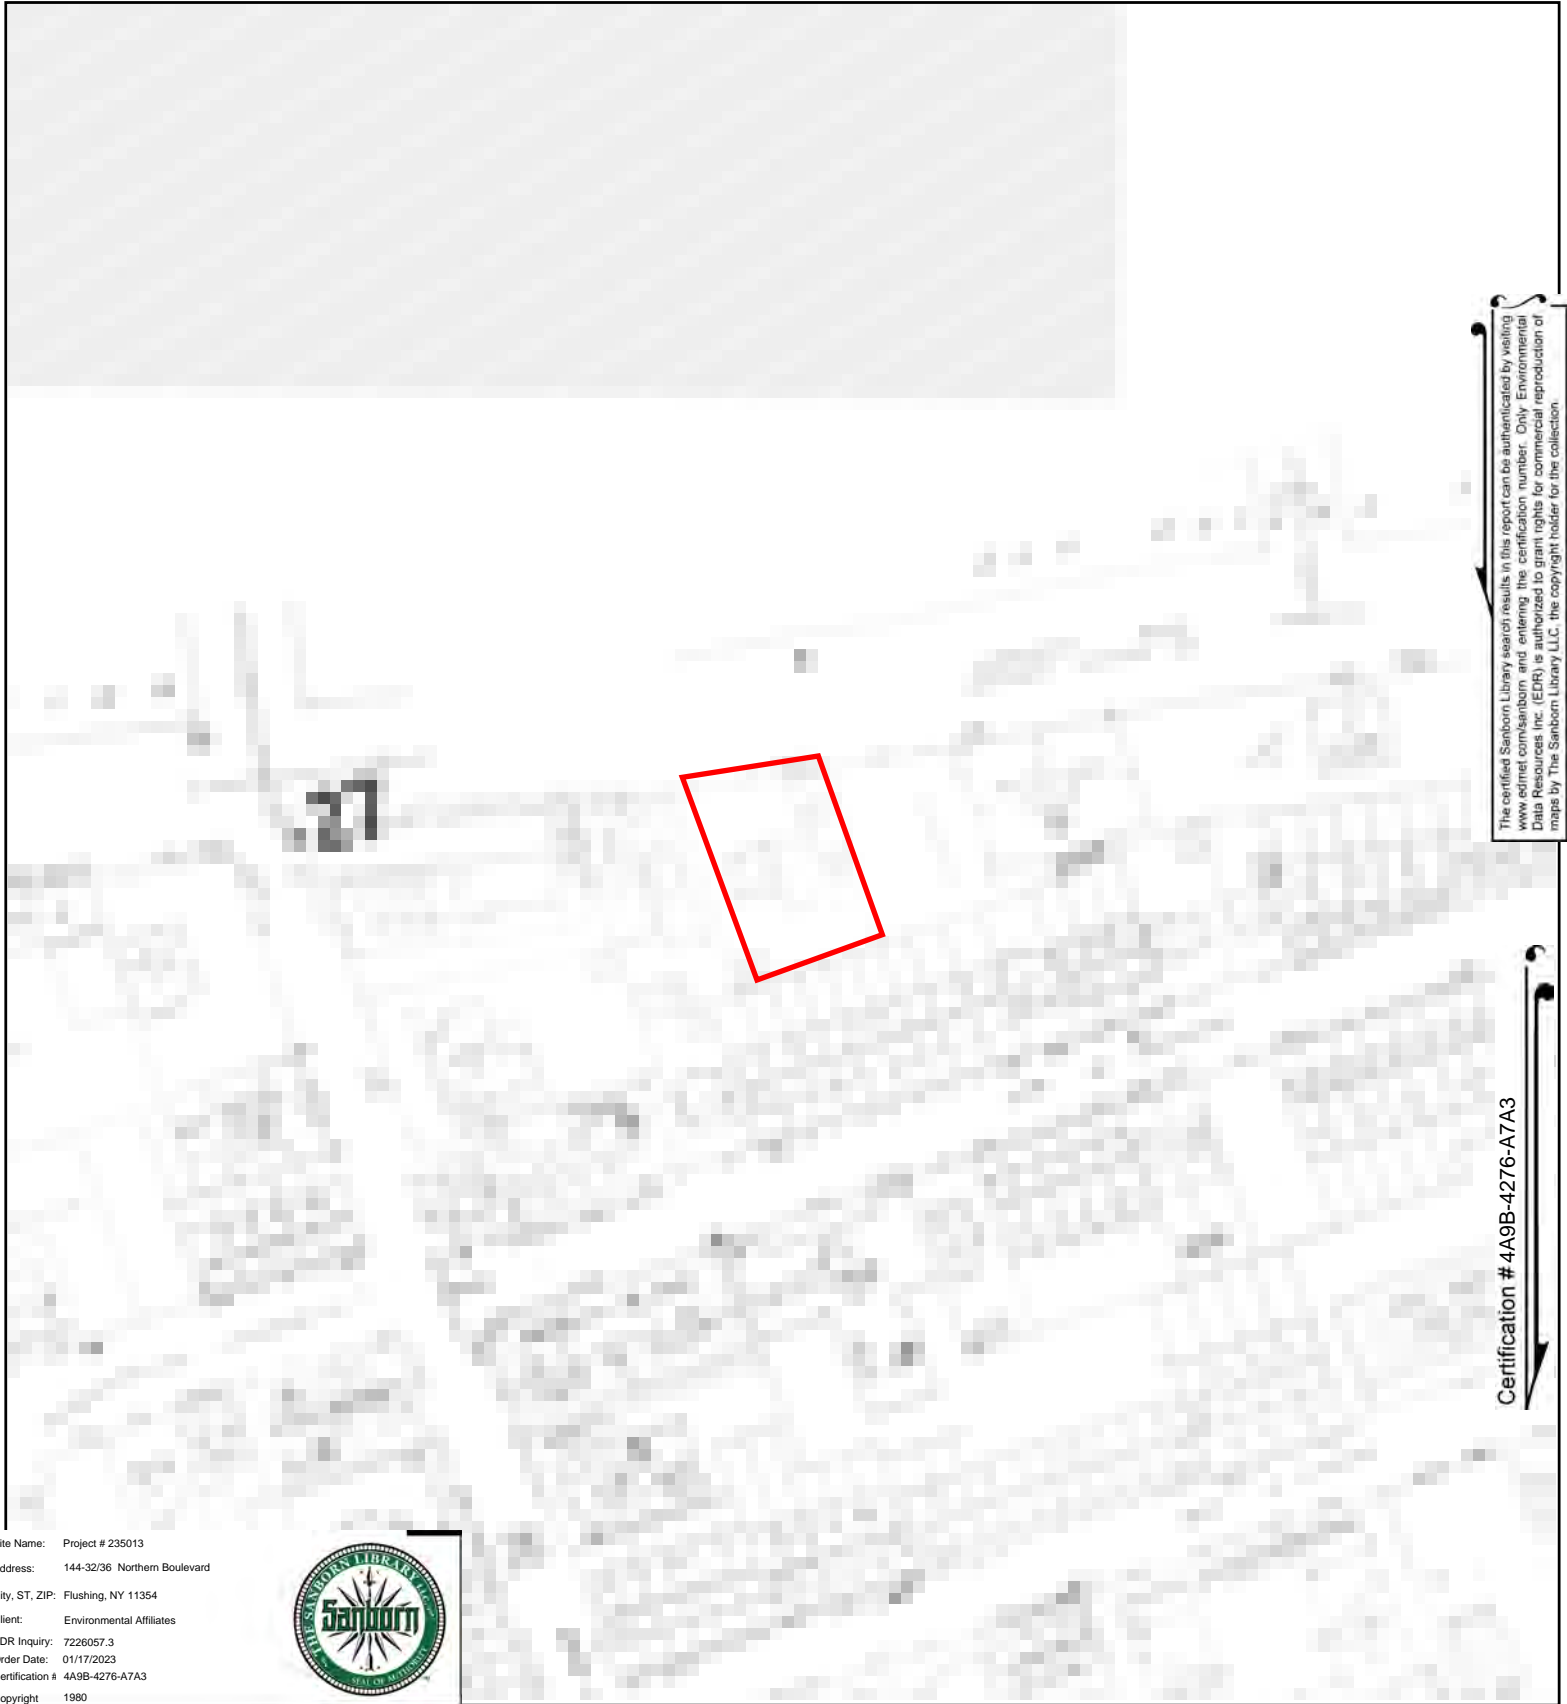 27
The certified Sanborn Library search results in this report can be authenticated by visiting
www.edrnet.com/sanborn and entering the certification number. Only Environmental
Data Resources Inc. (EDR) is authorized to grant rights for commercial reproduction of
maps by The Sanborn Library LLC, the copyright holder for the collection.
Certification # 4A9B-4276-A7A3
ite Name: Project # 235013
ddress: 144-32/36 Northern Boulevard
ity, ST, ZIP: Flushing, NY 11354
lient: Environmental Affiliates
DR Inquiry: 7226057.3
rder Date: 01/17/2023
ertification # 4A9B-4276-A7A3
opyright 1980
THE SANBORN LIBRARY, LLC
Sanborn
SEAL OF AUTHORITY